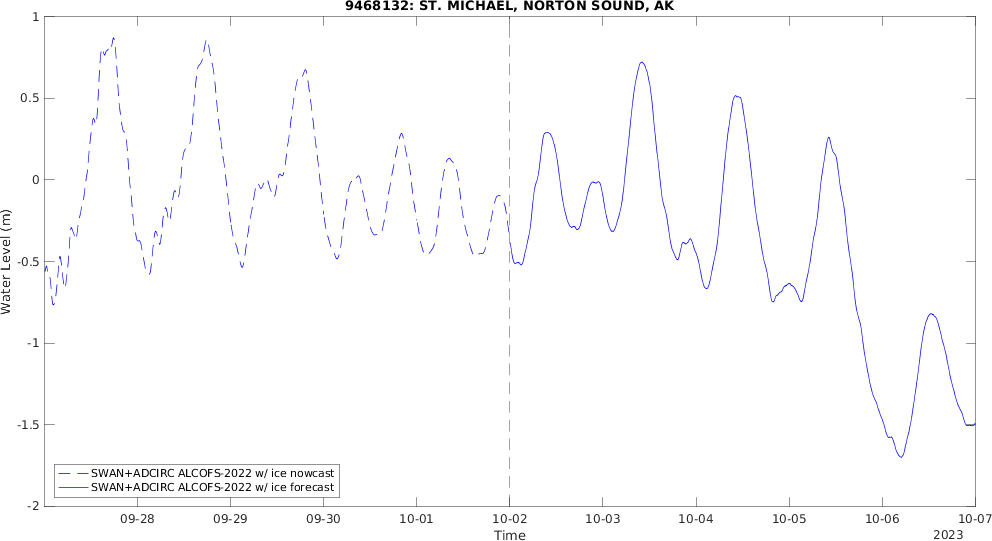 9468132: ST. MICHAEL, NORTON SOUND, AK
1
0.5
0
-0.5
-1
-1.5
-2
Water Level (m)
SWAN+ADCIRC ALCOFS-2022 w/ ice nowcast
SWAN+ADCIRC ALCOFS-2022 w/ ice forecast
09-28 09-29 09-30 10-01 10-02 10-03 10-04 10-05 10-06 10-07
Time
2023